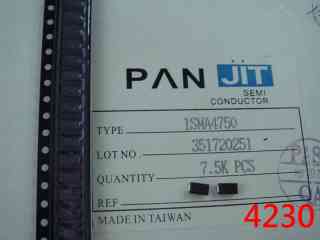 PAN JIT
SEMI
CONDUCTOR
TYPE 1SMA4750
LOT NO. 351720251
QUANTITY 7.5K PCS
REF
MADE IN TAIWAN
4230